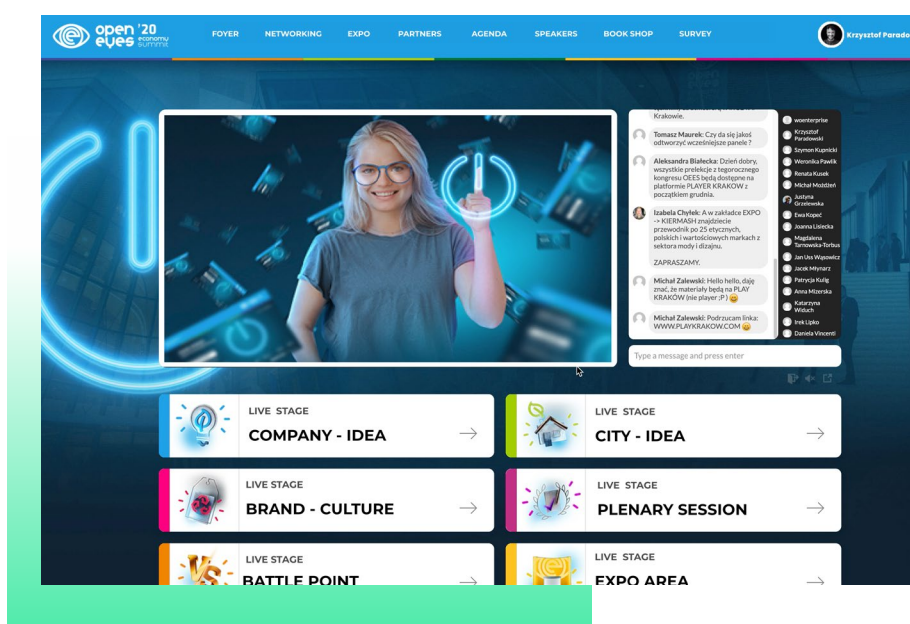 open '20
eyes economy
summit
FOYER
NETWORKING
EXPO
PARTNERS
AGENDA
SPEAKERS
BOOK SHOP
SURVEY
Krzysztof Parado
Krakowie.
Tomasz Maurek: Czy da się jakoś
odtworzyć wcześniejsze panele ?
Aleksandra Białecka: Dzień dobry,
wszystkie prelekcje z tegorocznego
kongresu OEES będą dostępne na
platformie PLAYER KRAKOW z
początkiem grudnia.
Izabela Chyłek: A w zakładce EXPO
-> KIERMASH znajdziecie
przewodnik po 25 etycznych,
polskich i wartościowych markach z
sektora mody i dizajnu.
ZAPRASZAMY.
Michał Zalewski: Hello hello, daję
znać, że materiały będą na PLAY
KRAKÓW (nie player ;P ) 😄
Michał Zalewski: Podrzucam linka:
WWW.PLAYKRAKOW.COM 😄
woenterprise
Krzysztof
Paradowski
Szymon Kupnicki
Weronika Pawlik
Renata Kusek
Michał Możdżeń
Justyna
Grzelewska
Ewa Kopeć
Joanna Lisiecka
Magdalena
Tarnowska-Torbus
Jan Uss Wąsowicz
Jacek Młynarz
Patrycja Kulig
Anna Mizerska
Katarzyna
Widuch
Irek Lipko
Daniela Vincenti
Type a message and press enter
LIVE STAGE
COMPANY - IDEA
LIVE STAGE
CITY - IDEA
LIVE STAGE
BRAND - CULTURE
LIVE STAGE
PLENARY SESSION
VS
LIVE STAGE
BATTLE POINT
LIVE STAGE
EXPO AREA